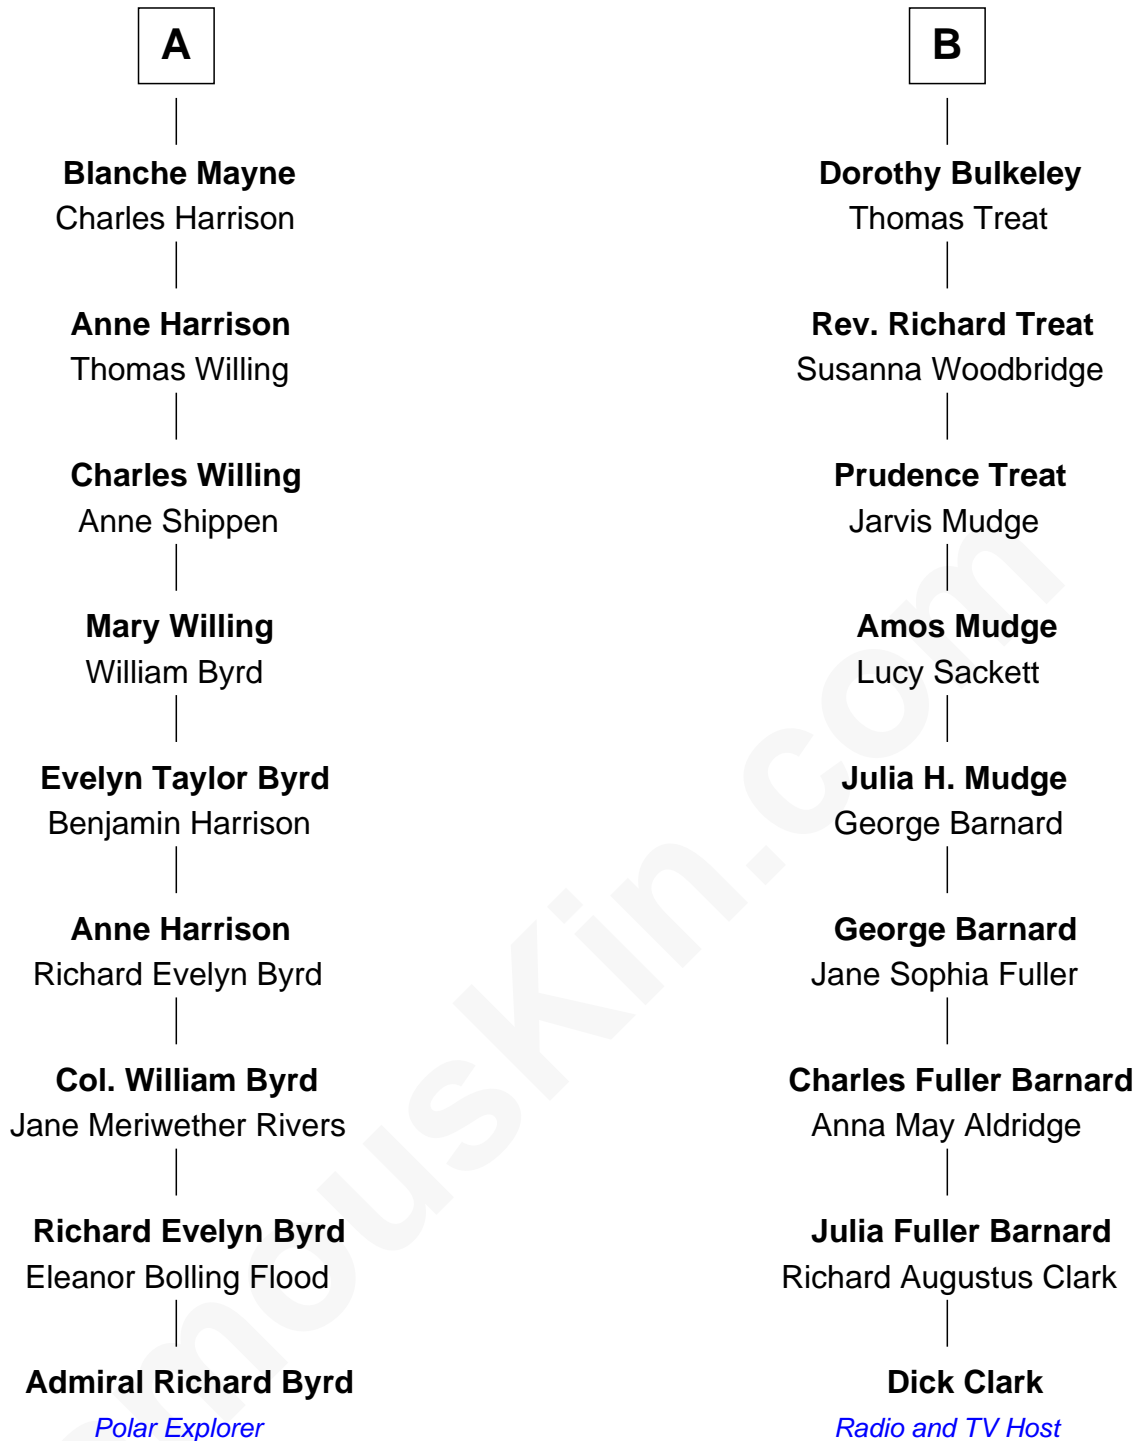 A
Blanche Mayne
Charles Harrison
Anne Harrison
Thomas Willing
Charles Willing
Anne Shippen
Mary Willing
William Byrd
Evelyn Taylor Byrd
Benjamin Harrison
Anne Harrison
Richard Evelyn Byrd
Col. William Byrd
Jane Meriwether Rivers
Richard Evelyn Byrd
Eleanor Bolling Flood
Admiral Richard Byrd
Polar Explorer
B
Dorothy Bulkeley
Thomas Treat
Rev. Richard Treat
Susanna Woodbridge
Prudence Treat
Jarvis Mudge
Amos Mudge
Lucy Sackett
Julia H. Mudge
George Barnard
George Barnard
Jane Sophia Fuller
Charles Fuller Barnard
Anna May Aldridge
Julia Fuller Barnard
Richard Augustus Clark
Dick Clark
Radio and TV Host
mousKin.com